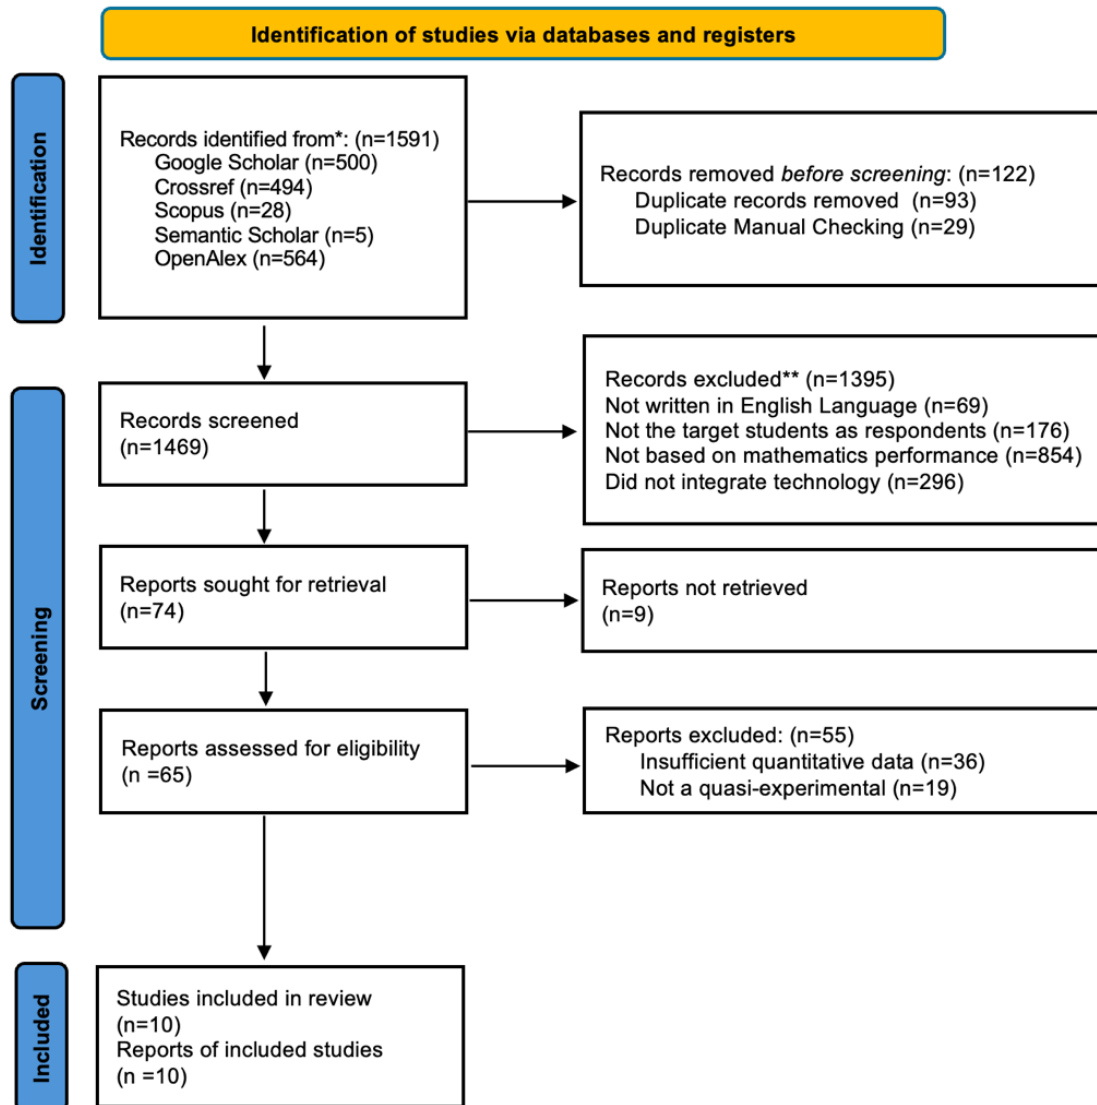 Identification of studies via databases and registers
Identification
Records identified from*: (n=1591)
Google Scholar (n=500)
Crossref (n=494)
Scopus (n=28)
Semantic Scholar (n=5)
OpenAlex (n=564)
Records removed before screening: (n=122)
Duplicate records removed (n=93)
Duplicate Manual Checking (n=29)
Screening
Records screened
(n=1469)
Records excluded** (n=1395)
Not written in English Language (n=69)
Not the target students as respondents (n=176)
Not based on mathematics performance (n=854)
Did not integrate technology (n=296)
Reports sought for retrieval
(n=74)
Reports not retrieved
(n=9)
Reports assessed for eligibility
(n =65)
Reports excluded: (n=55)
Insufficient quantitative data (n=36)
Not a quasi-experimental (n=19)
Included
Studies included in review
(n=10)
Reports of included studies
(n =10)